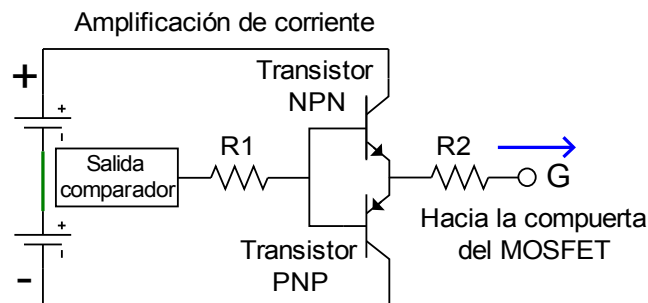 Amplificación de corriente
+
Transistor
NPN
+
-
Salida
comparador
R1
R2
G
Hacia la compuerta
del MOSFET
+
-
Transistor
PNP
-